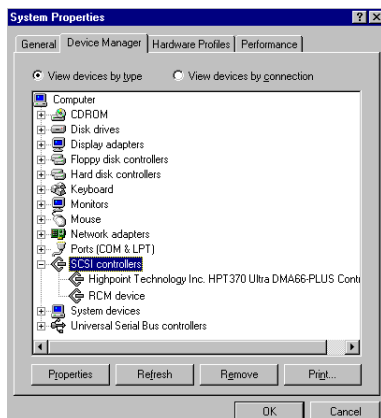 System Properties
General Device Manager Hardware Profiles Performance
View devices by type View devices by connection
Computer
CDROM
Disk drives
Display adapters
Floppy disk controllers
Hard disk controllers
Keyboard
Monitors
Mouse
Network adapters
Ports (COM & LPT)
SCSI controllers
Highpoint Technology Inc. HPT370 Ultra DMA66-PLUS Cont
RCM device
System devices
Universal Serial Bus controllers
Properties Refresh Remove Print...
OK Cancel